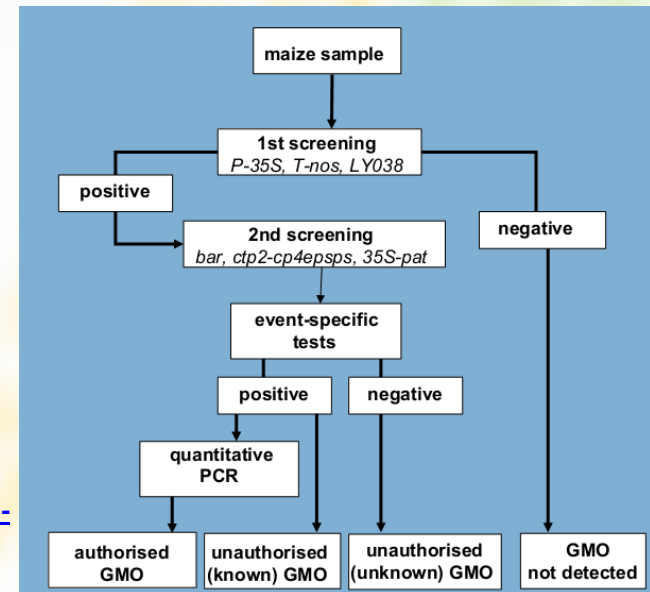 maize sample
1st screening
P-35S, T-nos, LY038
positive
negative
2nd screening
bar, ctp2-cp4epsps, 35S-pat
event-specific
tests
positive
negative
quantitative
PCR
-
authorised
GMO
unauthorised
(known) GMO
unauthorised
(unknown) GMO
GMO
not detected